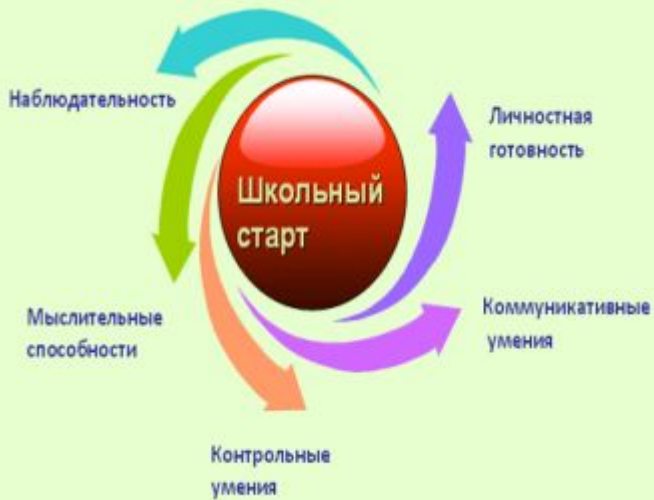 Наблюдательность
Личностная
готовность
Школьный
старт
Мыслительные
способности
Коммуникативные
умения
Контрольные
умения